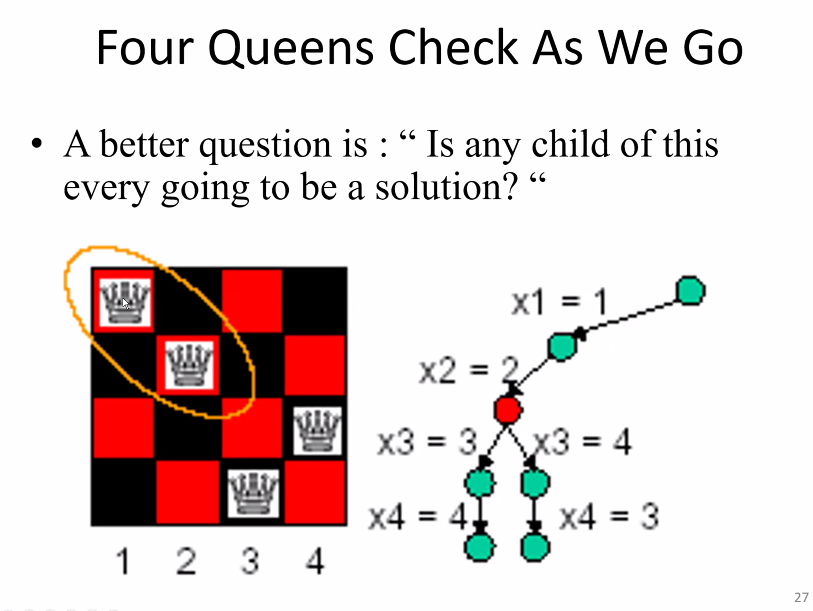 Four Queens Check As We Go
• A better question is : “ Is any child of this
every going to be a solution? “
x1 = 1
x2 = 2
x3 = 3 x3 = 4
x4 = 4 x4 = 3
1 2 3 4
27